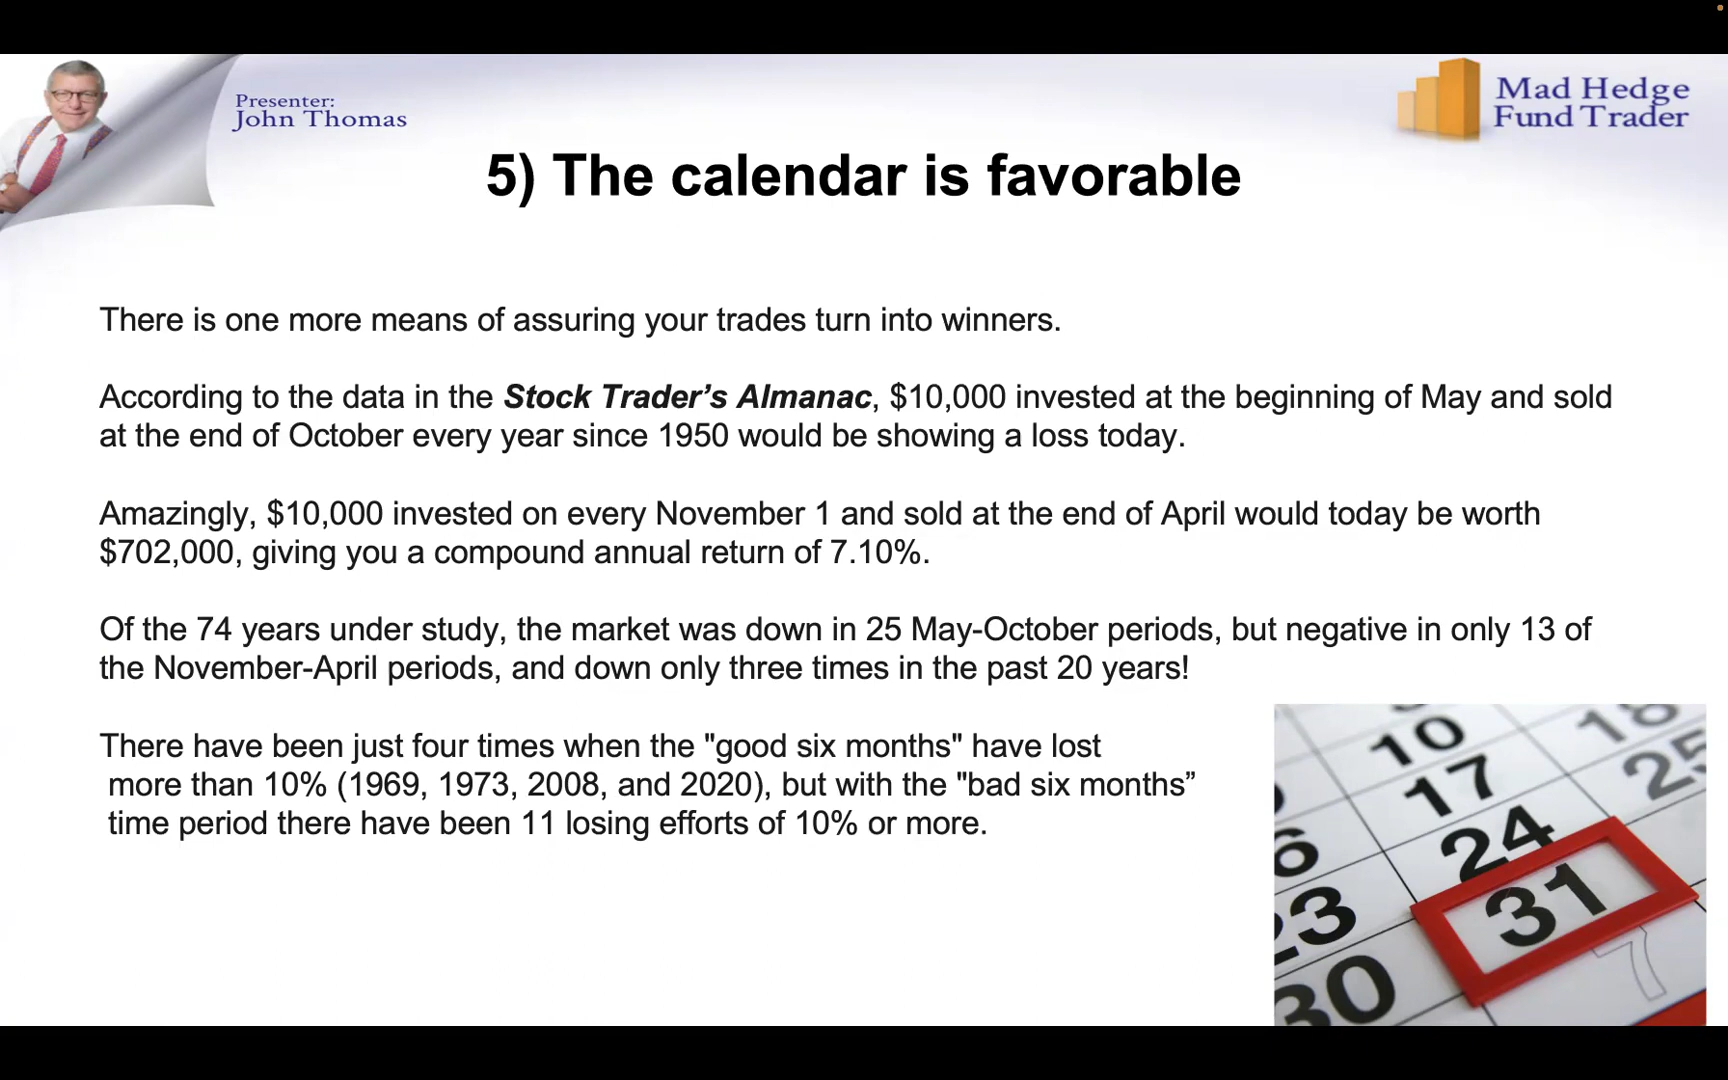 Presenter:
John Thomas
Mad Hedge
Fund Trader
5) The calendar is favorable
There is one more means of assuring your trades turn into winners.
According to the data in the Stock Trader’s Almanac, $10,000 invested at the beginning of May and sold
at the end of October every year since 1950 would be showing a loss today.
Amazingly, $10,000 invested on every November 1 and sold at the end of April would today be worth
$702,000, giving you a compound annual return of 7.10%.
Of the 74 years under study, the market was down in 25 May-October periods, but negative in only 13 of
the November-April periods, and down only three times in the past 20 years!
There have been just four times when the "good six months" have lost
more than 10% (1969, 1973, 2008, and 2020), but with the "bad six months”
time period there have been 11 losing efforts of 10% or more.
10
18
17
25
24
31
23
30
7